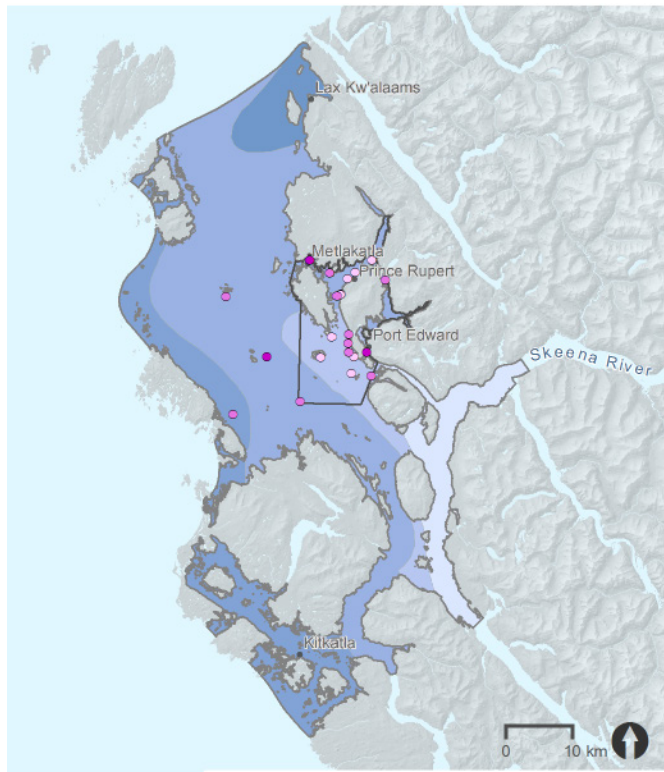 Lax Kw'alaams
Metlakatla
Prince Rupert
Port Edward
Skeena River
Kitkatla
0 10 km